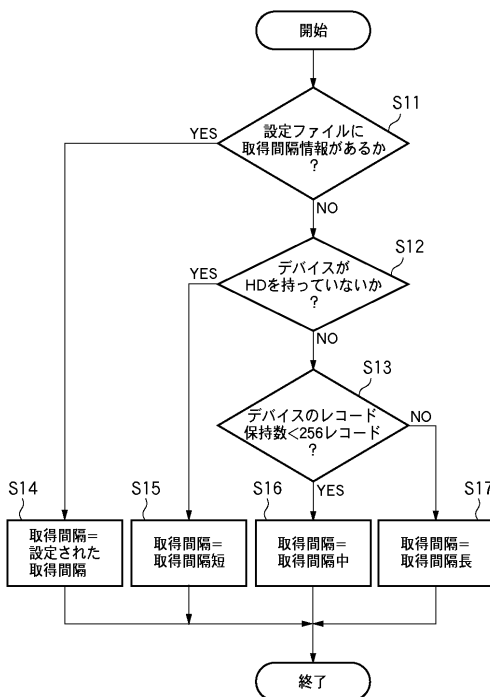 開始
S11
設定ファイルに
取得間隔情報があるか
?
YES
NO
S12
デバイスが
HDを持っていないか
?
YES
NO
S13
デバイスのレコード
保持数<256レコード
?
NO
YES
S14
取得間隔=
設定された
取得間隔
S15
取得間隔=
取得間隔短
S16
取得間隔=
取得間隔中
S17
取得間隔=
取得間隔長
終了